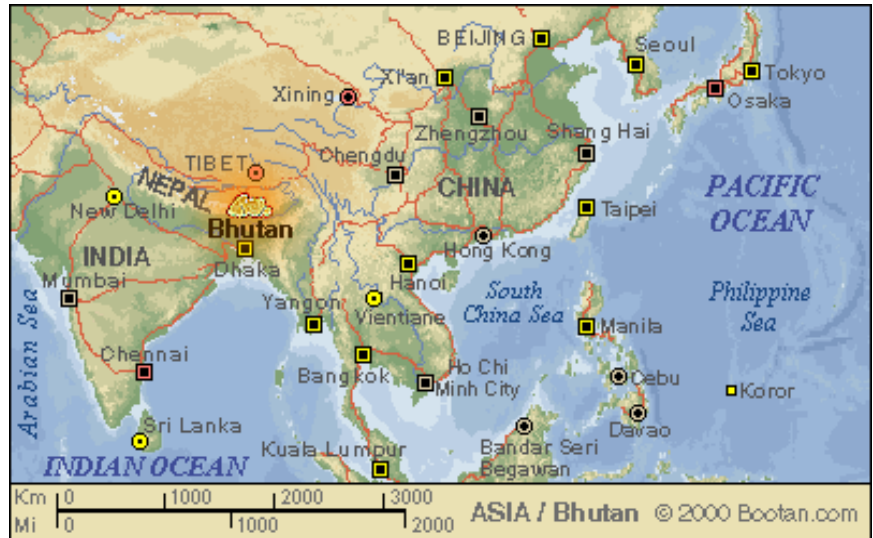 BEIJING
Seoul
Xi'an
Tokyo
Xining
Osaka
Zhengzhou
Shang Hai
TIBET
Chengdu
NEPAL
CHINA
PACIFIC
OCEAN
New Delhi
Taipei
Bhutan
INDIA
Hong Kong
Dhaka
Mumbai
Hanoi
Arabian Sea
Yangon
Vientiane
South
China Sea
Philippine
Sea
Manila
Chennai
Bangkok
Ho Chi
Minh City
Cebu
Koror
Sri Lanka
Davao
INDIAN OCEAN
Kuala Lumpur
Bandar Seri
Begawan
Km 0 1000 2000 3000
Mi 0 1000 2000
ASIA / Bhutan © 2000 Bootan.com